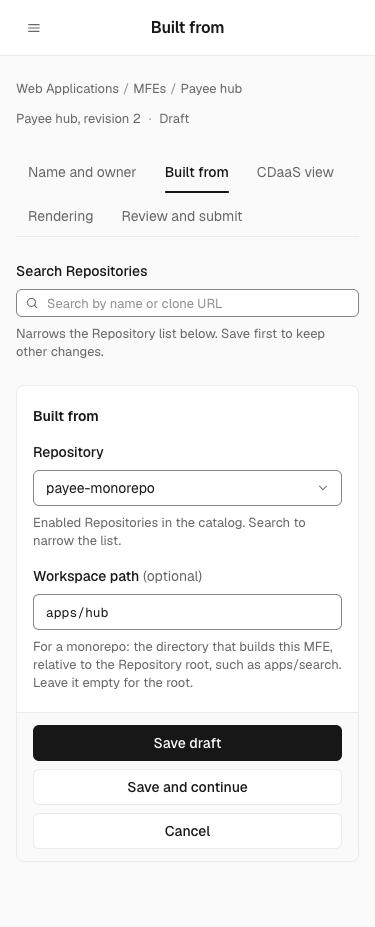 Built from
Web Applications / MFEs / Payee hub
Payee hub, revision 2 · Draft
Name and owner
Built from
CDaaS view
Rendering
Review and submit
Search Repositories
Search by name or clone URL
Narrows the Repository list below. Save first to keep
other changes.
Built from
Repository
payee-monorepo
Enabled Repositories in the catalog. Search to
narrow the list.
Workspace path (optional)
apps/hub
For a monorepo: the directory that builds this MFE,
relative to the Repository root, such as apps/search.
Leave it empty for the root.
Save draft
Save and continue
Cancel